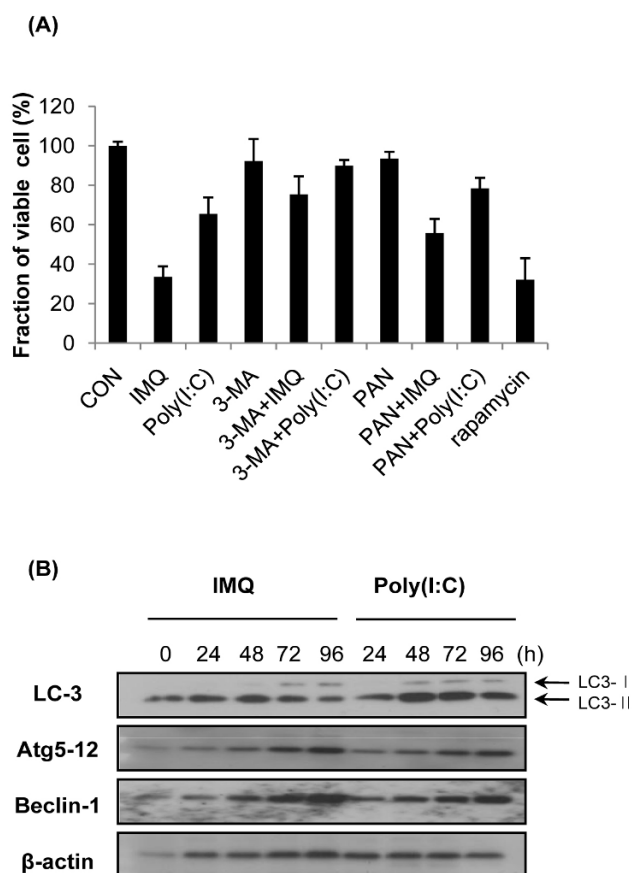 (A)
Fraction of viable cell (%)
120
100
80
60
40
20
0
CON
IMQ
Poly(I:C)
3-MA
3-MA+IMQ
3-MA+Poly(I:C)
PAN
PAN+IMQ
PAN+Poly(I:C)
rapamycin
(B)
IMQ Poly(I:C)
0 24 48 72 96 24 48 72 96 (h)
LC-3
LC3- I
LC3- II
Atg5-12
Beclin-1
β-actin